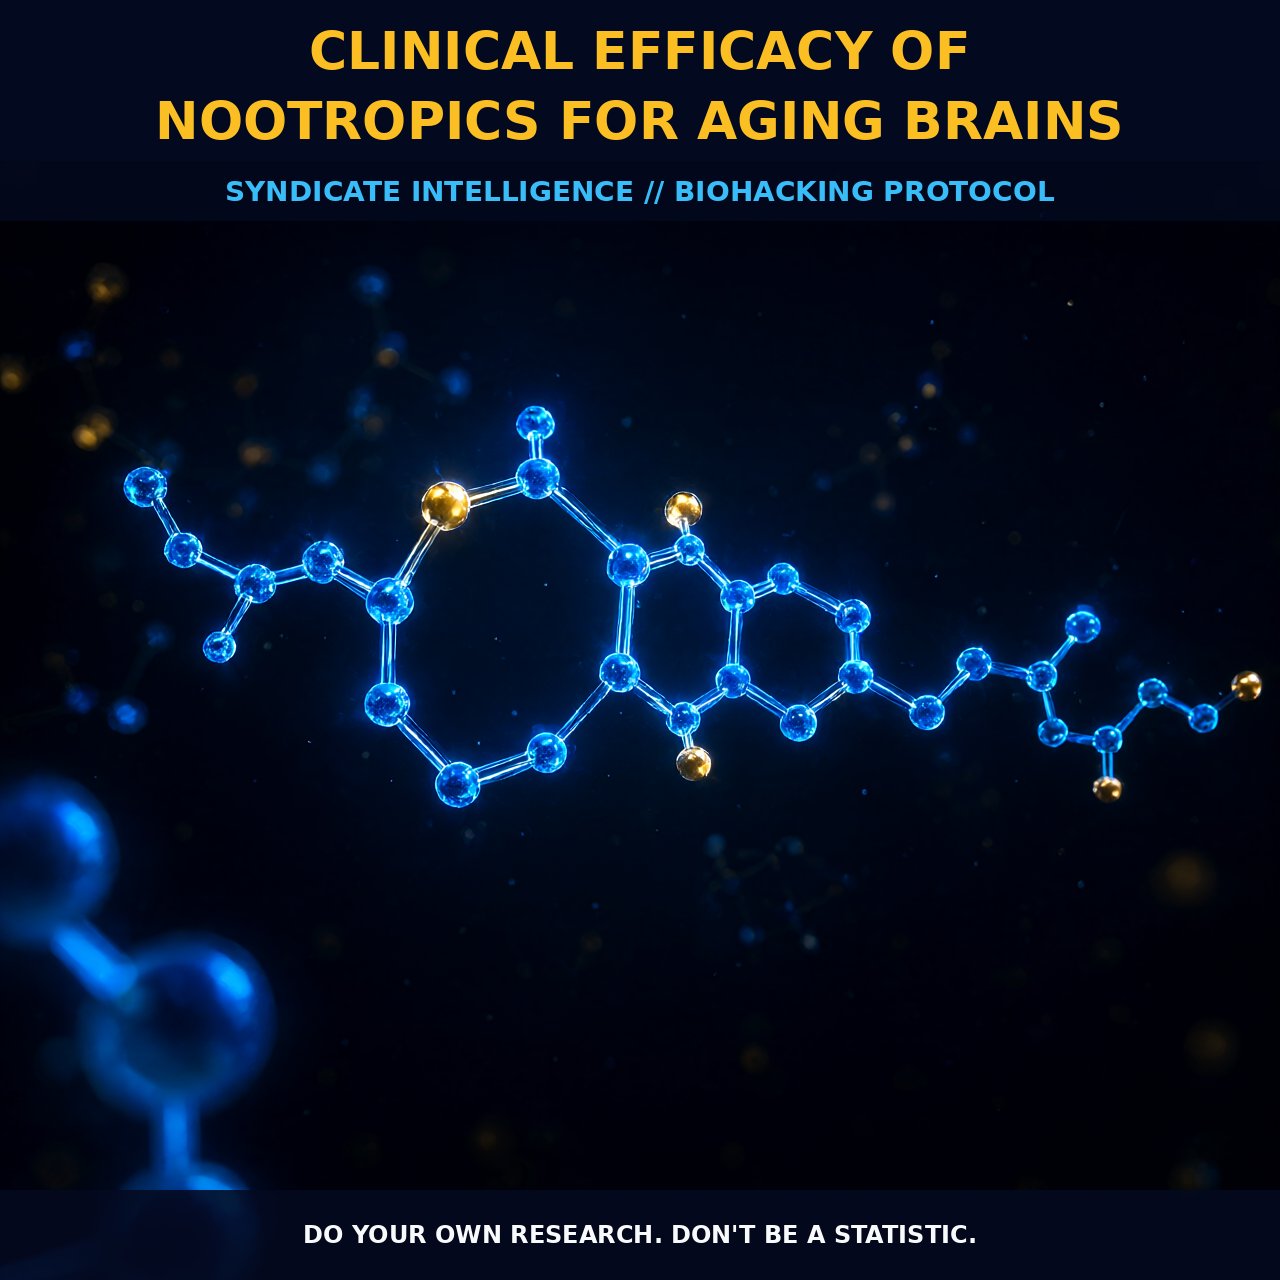 CLINICAL EFFICACY OF
NOOTROPICS FOR AGING BRAINS
SYNDICATE INTELLIGENCE // BIOHACKING PROTOCOL
DO YOUR OWN RESEARCH. DON'T BE A STATISTIC.